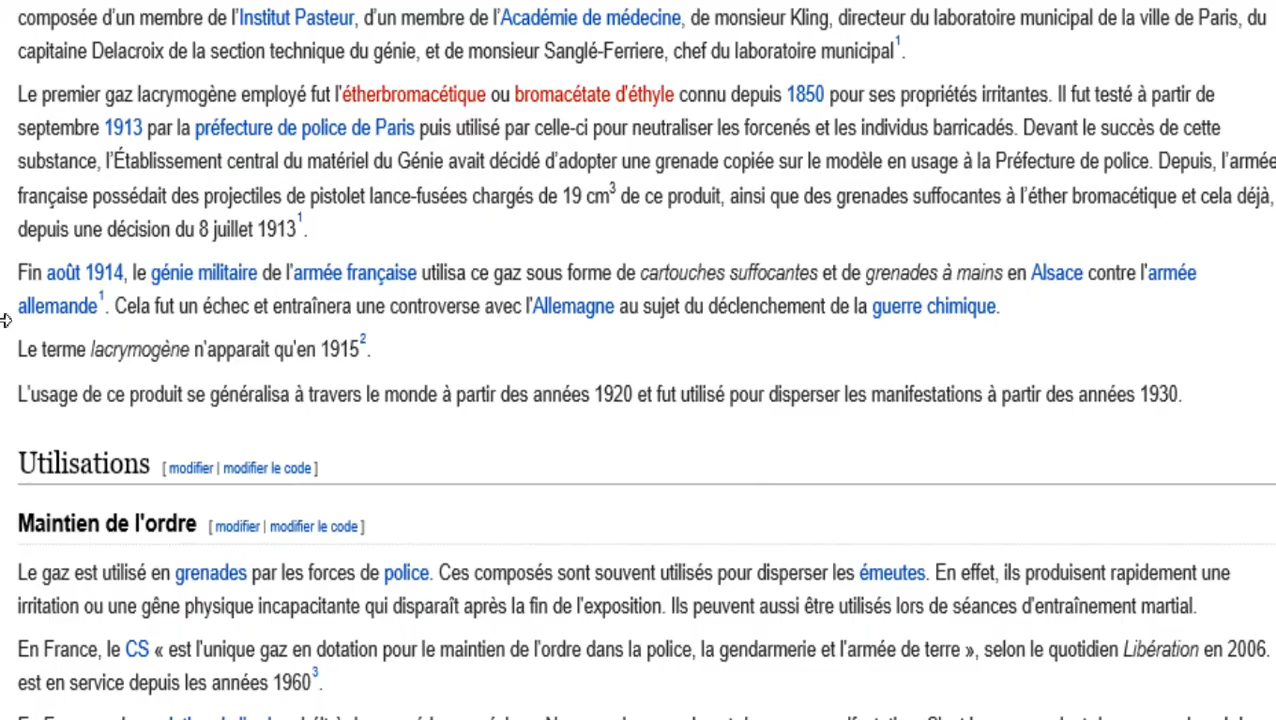 composée d'un membre de l'Institut Pasteur, d'un membre de l'Académie de médecine, de monsieur Kling, directeur du laboratoire municipal de la ville de Paris, du
capitaine Delacroix de la section technique du génie, et de monsieur Sanglé-Ferriere, chef du laboratoire municipal1.
Le premier gaz lacrymogène employé fut l'étherbromacétique ou bromacétate d'éthyle connu depuis 1850 pour ses propriétés irritantes. Il fut testé à partir de
septembre 1913 par la préfecture de police de Paris puis utilisé par celle-ci pour neutraliser les forcenés et les individus barricadés. Devant le succès de cette
substance, l'Établissement central du matériel du Génie avait décidé d'adopter une grenade copiée sur le modèle en usage à la Préfecture de police. Depuis, l'armée
française possédait des projectiles de pistolet lance-fusées chargés de 19 cm3 de ce produit, ainsi que des grenades suffocantes à l'éther bromacétique et cela déjà,
depuis une décision du 8 juillet 19131.
Fin août 1914, le génie militaire de l'armée française utilisa ce gaz sous forme de cartouches suffocantes et de grenades à mains en Alsace contre l'armée
allemande1. Cela fut un échec et entraînera une controverse avec l'Allemagne au sujet du déclenchement de la guerre chimique.
Le terme lacrymogène n'apparait qu'en 19152.
L'usage de ce produit se généralisa à travers le monde à partir des années 1920 et fut utilisé pour disperser les manifestations à partir des années 1930.
Utilisations [ modifier | modifier le code ]
Maintien de l'ordre [ modifier | modifier le code ]
Le gaz est utilisé en grenades par les forces de police. Ces composés sont souvent utilisés pour disperser les émeutes. En effet, ils produisent rapidement une
irritation ou une gêne physique incapacitante qui disparaît après la fin de l'exposition. Ils peuvent aussi être utilisés lors de séances d'entraînement martial.
En France, le CS « est l'unique gaz en dotation pour le maintien de l'ordre dans la police, la gendarmerie et l'armée de terre », selon le quotidien Libération en 2006.
est en service depuis les années 19603.